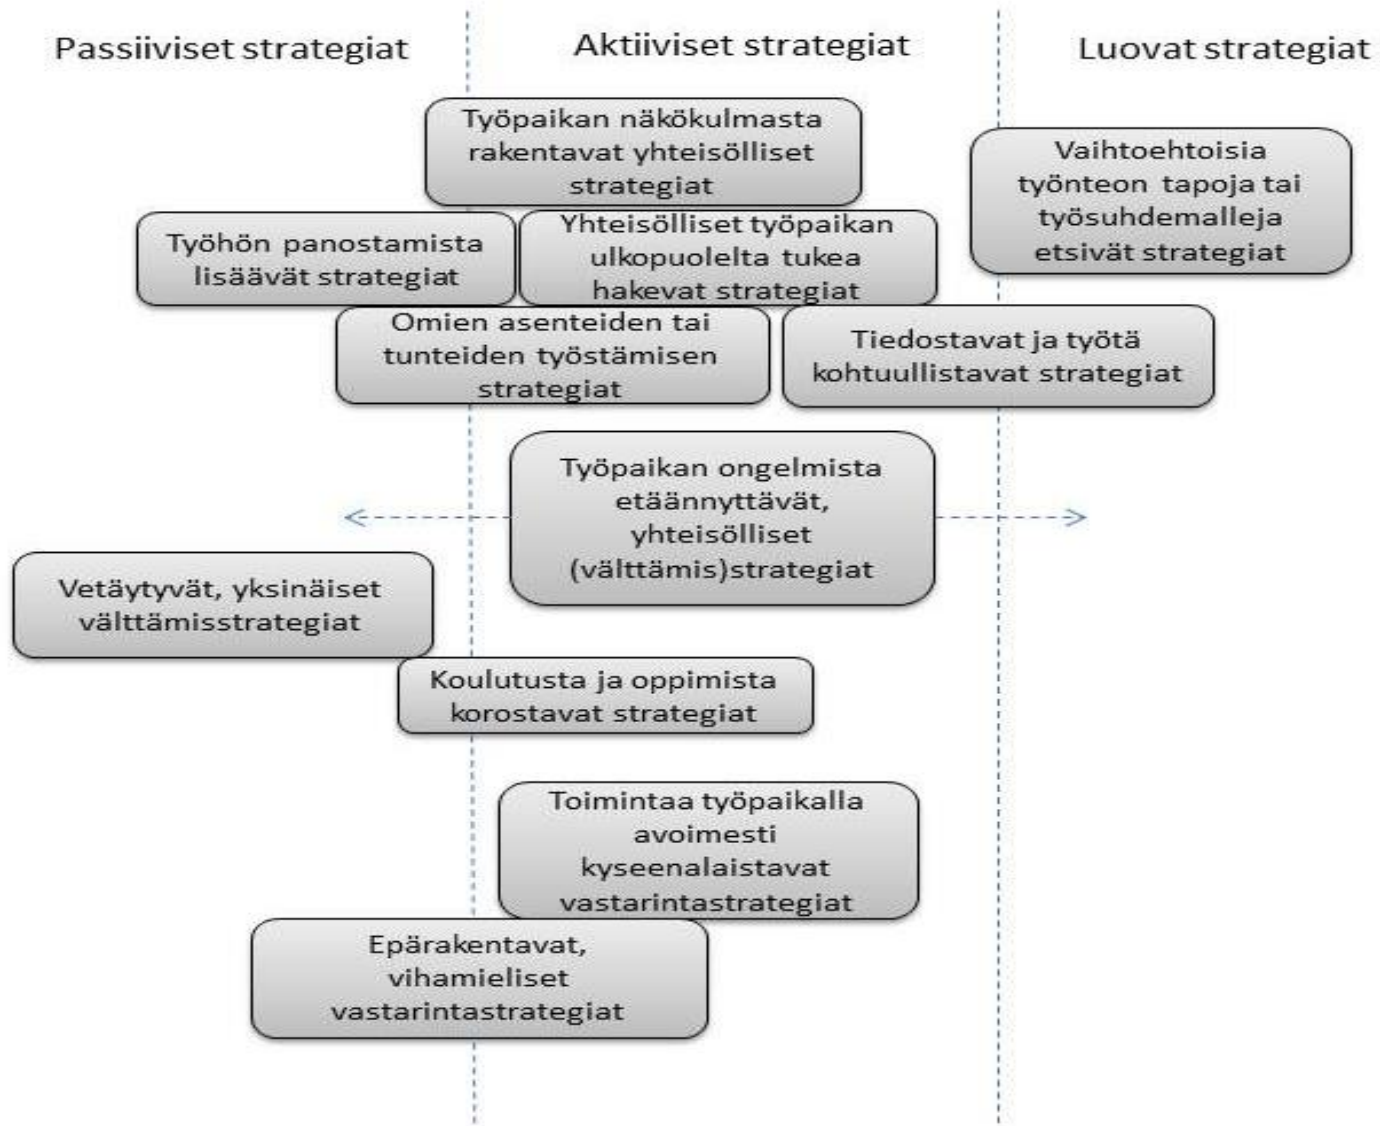 Passiiviset strategiat
Aktiiviset strategiat
Luovat strategiat
Työpaikan näkökulmasta
rakentavat yhteisölliset
strategiat
Vaihtoehtoisia
työnteon tapoja tai
työsuhdemalleja
etsivät strategiat
Työhön panostamista
lisäävät strategiat
Yhteisölliset työpaikan
ulkopuolelta tukea
hakevat strategiat
Omien asenteiden tai
tunteiden työstämisen
strategiat
Tiedostavat ja työtä
kohtuullistavat strategiat
Työpaikan ongelmista
etäännyttävät,
yhteisölliset
(välttämis)strategiat
Vetäytyvät, yksinäiset
välttämisstrategiat
Koulutusta ja oppimista
korostavat strategiat
Toimintaa työpaikalla
avoimesti
kyseenalaistavat
vastarintastrategiat
Epärakentavat,
vihamieliset
vastarintastrategiat